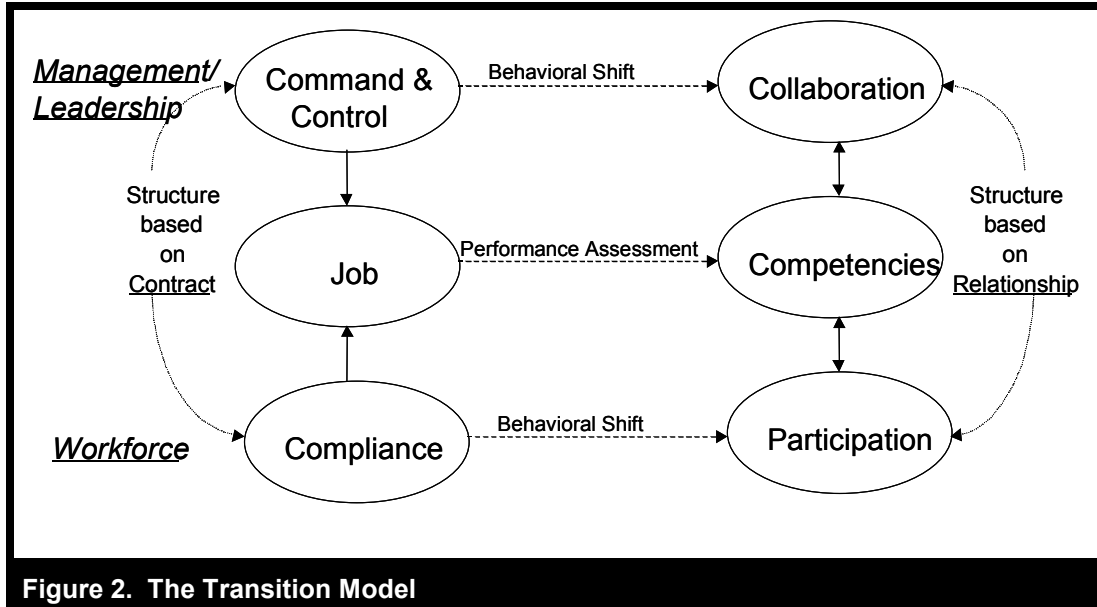 Management/
Leadership
Command &
Control
Behavioral Shift
Collaboration
Structure
based
on
Contract
Job
Performance Assessment
Competencies
Structure
based
on
Relationship
Workforce
Compliance
Behavioral Shift
Participation
Figure 2.  The Transition Model